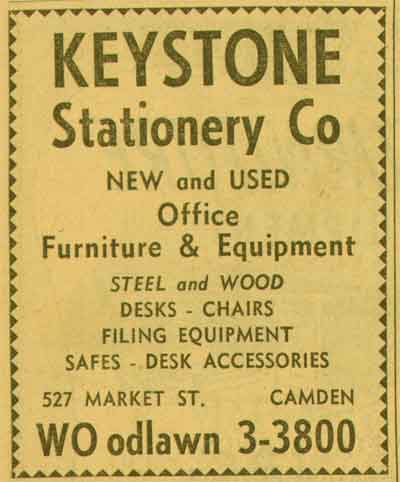 KEYSTONE
Stationery Co
NEW and USED
Office
Furniture & Equipment
STEEL and WOOD
DESKS - CHAIRS
FILING EQUIPMENT
SAFES - DESK ACCESSORIES
527 MARKET ST. CAMDEN
WO odlawn 3-3800